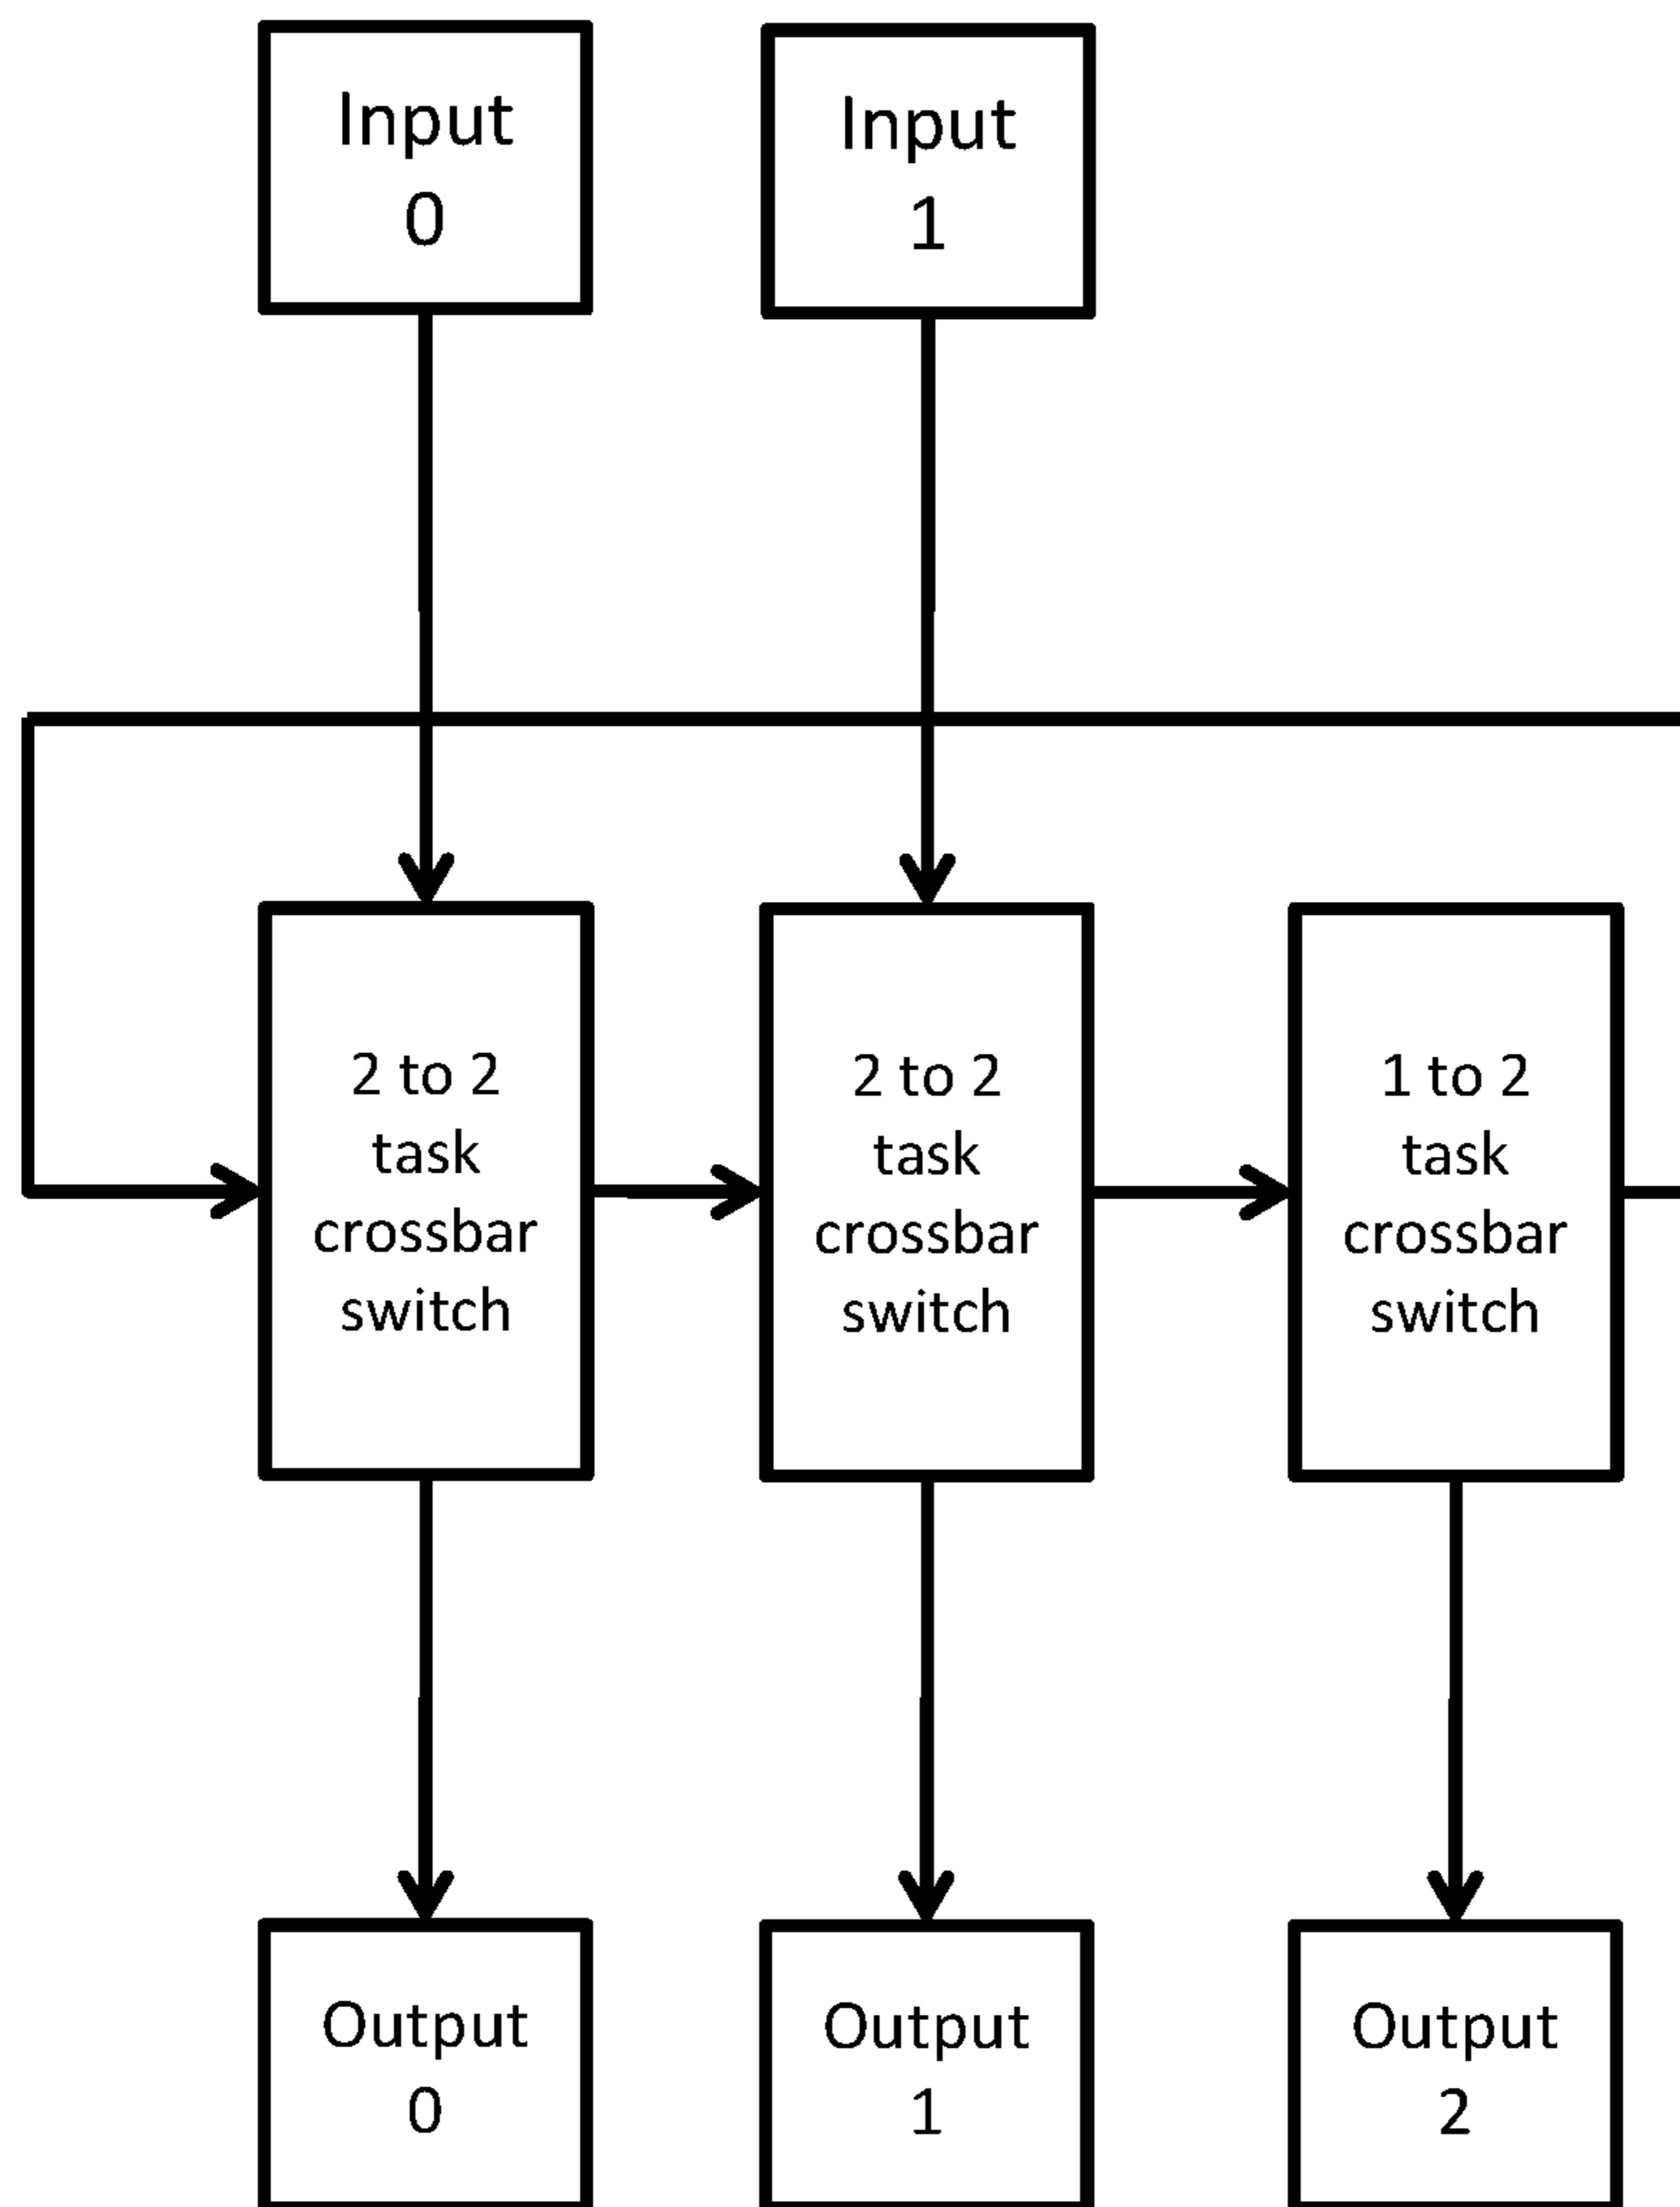 Input
0
Input
1
2 to 2
task
crossbar
switch
2 to 2
task
crossbar
switch
1 to 2
task
crossbar
switch
Output
0
Output
1
Output
2